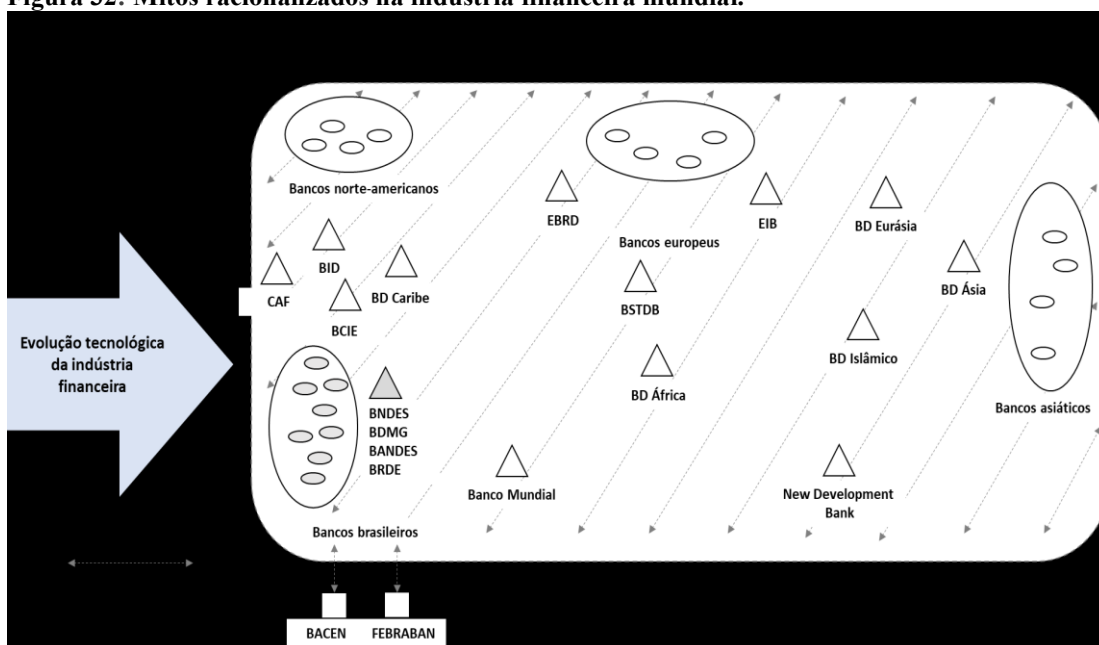 Figura 32: Mitos racionalizados na indústria financeira mundial.
Bancos norte-americanos
EBRD
EIB
BD Eurásia
Bancos europeus
BID
CAF
BD Caribe
BCIE
BSTDB
BD Ásia
Evolução tecnológica
da indústria
financeira
BD Islâmico
BD África
Bancos asiáticos
BNDES
BDMG
BANDES
BRDE
Banco Mundial
New Development
Bank
Bancos brasileiros
BACEN
FEBRABAN